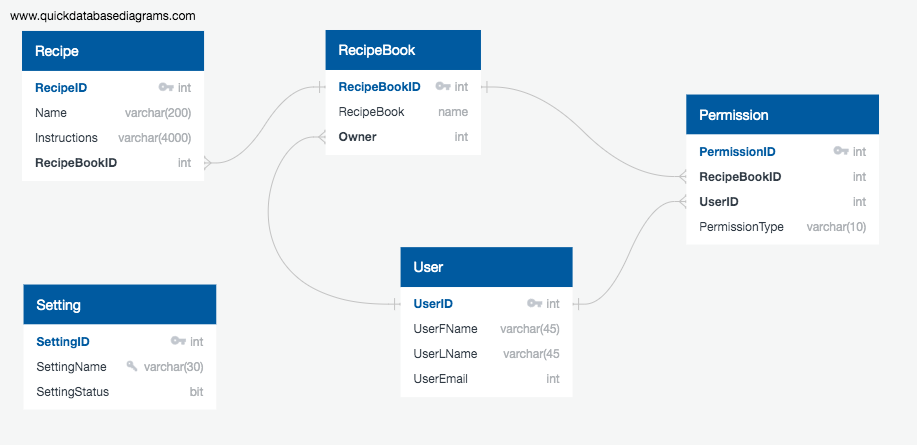 www.quickdatabasediagrams.com
Recipe
RecipeID int
Name varchar(200)
Instructions varchar(4000)
RecipeBookID int
RecipeBook
RecipeBookID int
RecipeBook name
Owner int
Permission
PermissionID int
RecipeBookID int
UserID int
PermissionType varchar(10)
User
UserID int
UserFName varchar(45)
UserLName varchar(45
UserEmail int
Setting
SettingID int
SettingName varchar(30)
SettingStatus bit